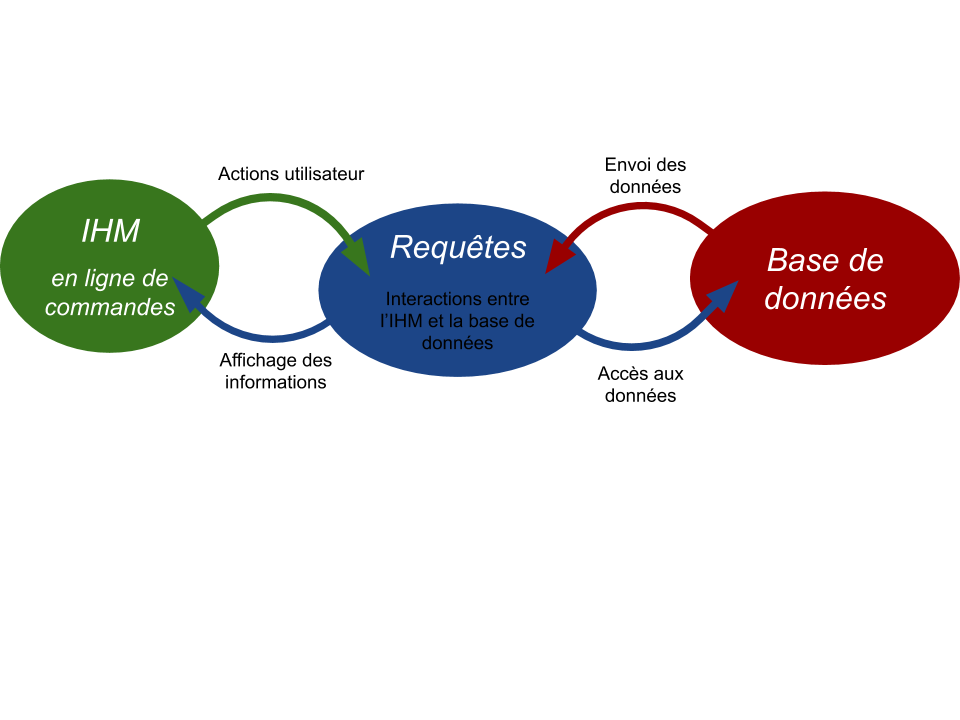 Actions utilisateur
Envoi des
données
IHM
en ligne de
commandes
Requêtes
Interactions entre
l'IHM et la base de
données
Base de
données
Affichage des
informations
Accès aux
données